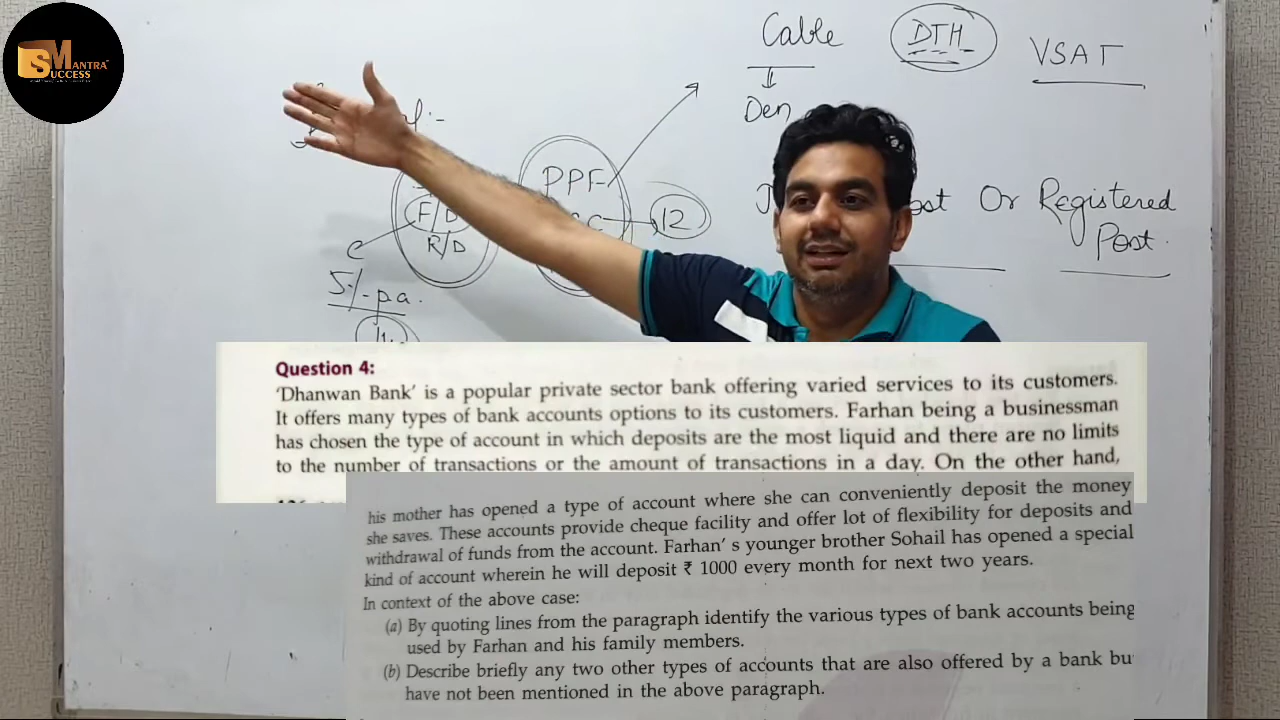 MANTRA
SUCCESS
Cable
DTH
VSAT
Den
PPF
12
F/D
R/D
5%.pa.
Or Registered
Post.
Question 4:
'Dhanwan Bank' is a popular private sector bank offering varied services to its customers.
It offers many types of bank accounts options to its customers. Farhan being a businessman
has chosen the type of account in which deposits are the most liquid and there are no limits
to the number of transactions or the amount of transactions in a day. On the other hand,
his mother has opened a type of account where she can conveniently deposit the money
she saves. These accounts provide cheque facility and offer lot of flexibility for deposits and
withdrawal of funds from the account. Farhan' s younger brother Sohail has opened a special
kind of account wherein he will deposit ₹ 1000 every month for next two years.
In context of the above case:
(a) By quoting lines from the paragraph identify the various types of bank accounts being
used by Farhan and his family members.
(b) Describe briefly any two other types of accounts that are also offered by a bank bu
have not been mentioned in the above paragraph.